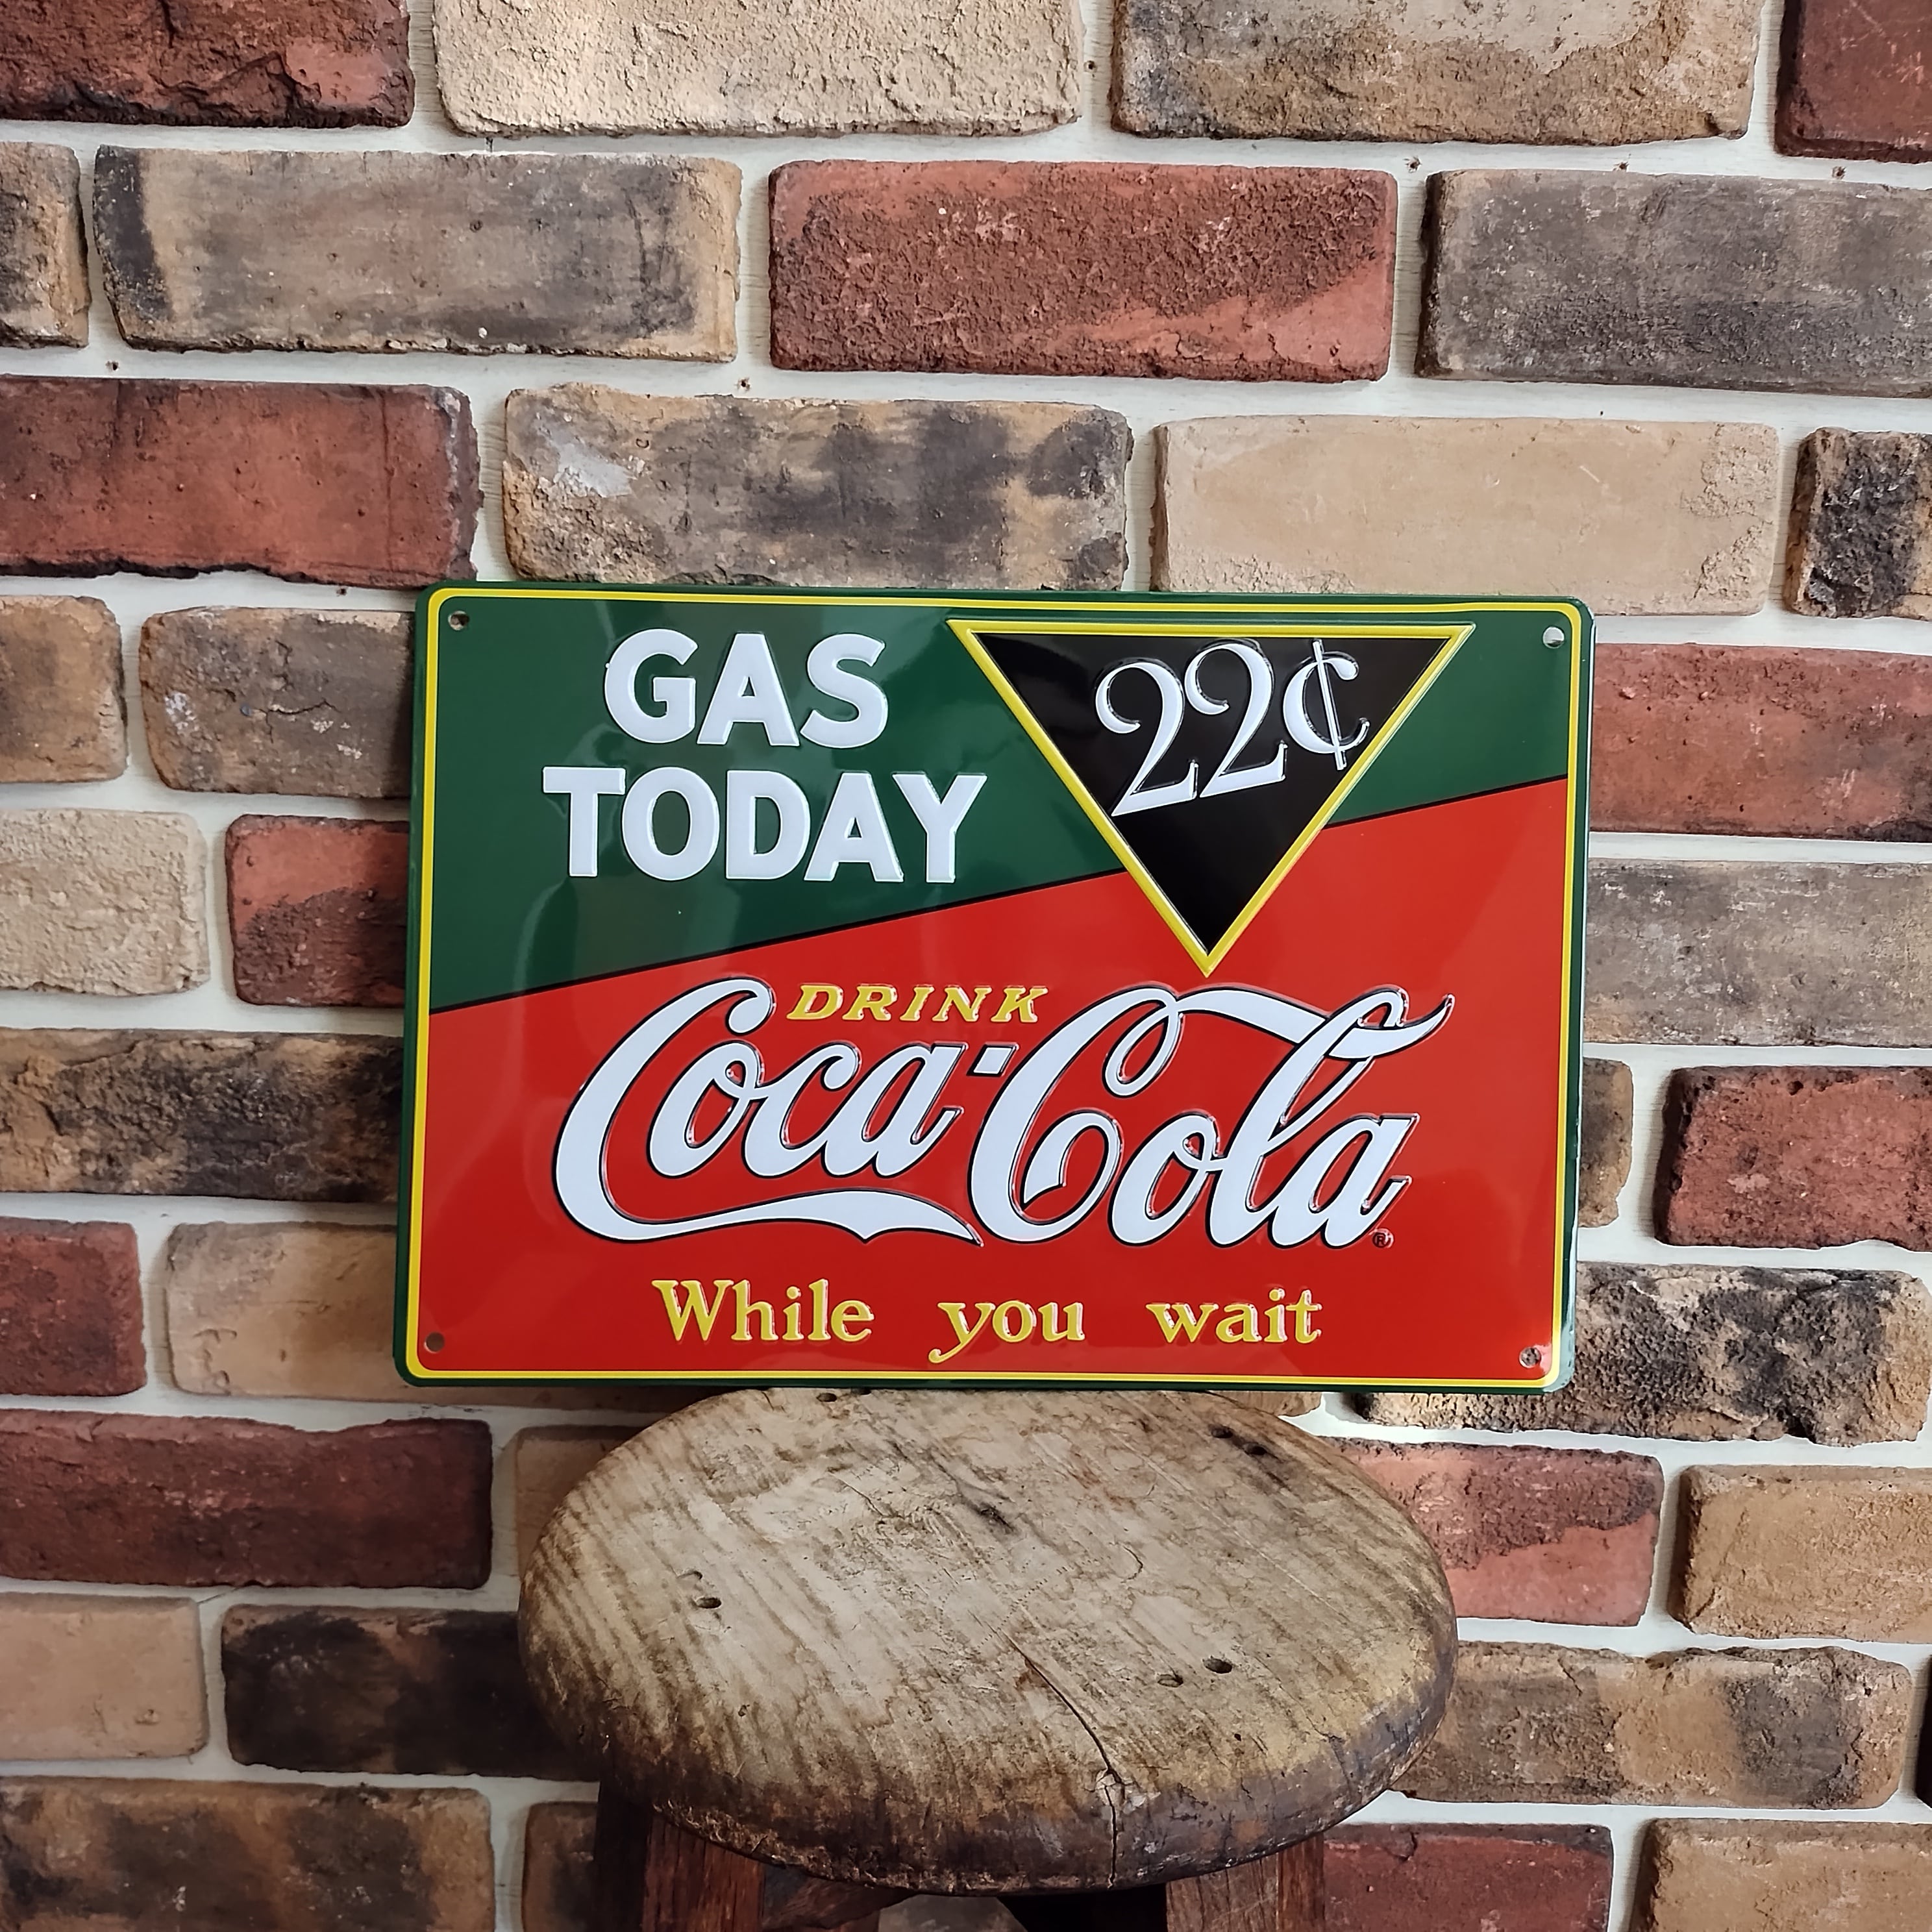 GAS
TODAY
22¢
DRINK
Coca-Cola®
While you wait